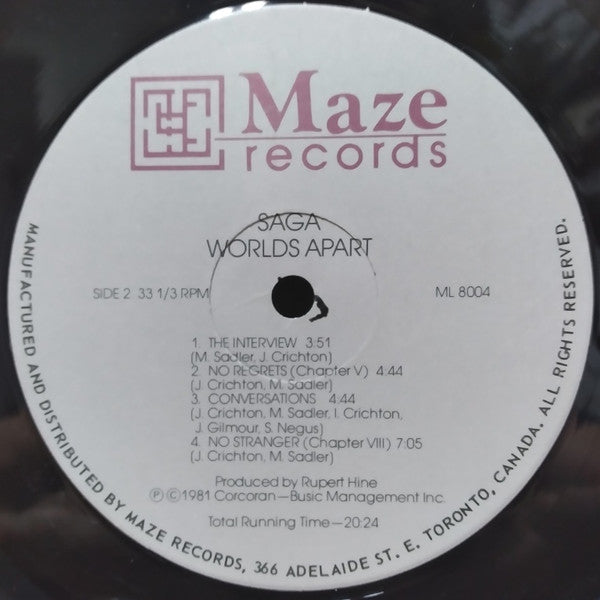 Maze
records
SAGA
WORLDS APART
SIDE 2 33 1/3 RPM
ML 8004
1. THE INTERVIEW 3:51
(M. Sadler, J. Crichton)
2. NO REGRETS (Chapter V) 4:44
(J. Crichton, M. Sadler)
3. CONVERSATIONS 4:44
(J. Crichton, M. Sadler, I. Crichton,
J. Gilmour, S. Negus)
4. NO STRANGER (Chapter VIII) 7:05
(J. Crichton, M. Sadler)
Produced by Rupert Hine
Ⓟ©1981 Corcoran—Busic Management Inc.
Total Running Time—20:24
MANUFACTURED AND DISTRIBUTED BY MAZE RECORDS, 366 ADELAIDE ST. E. TORONTO, CANADA. ALL RIGHTS RESERVED.